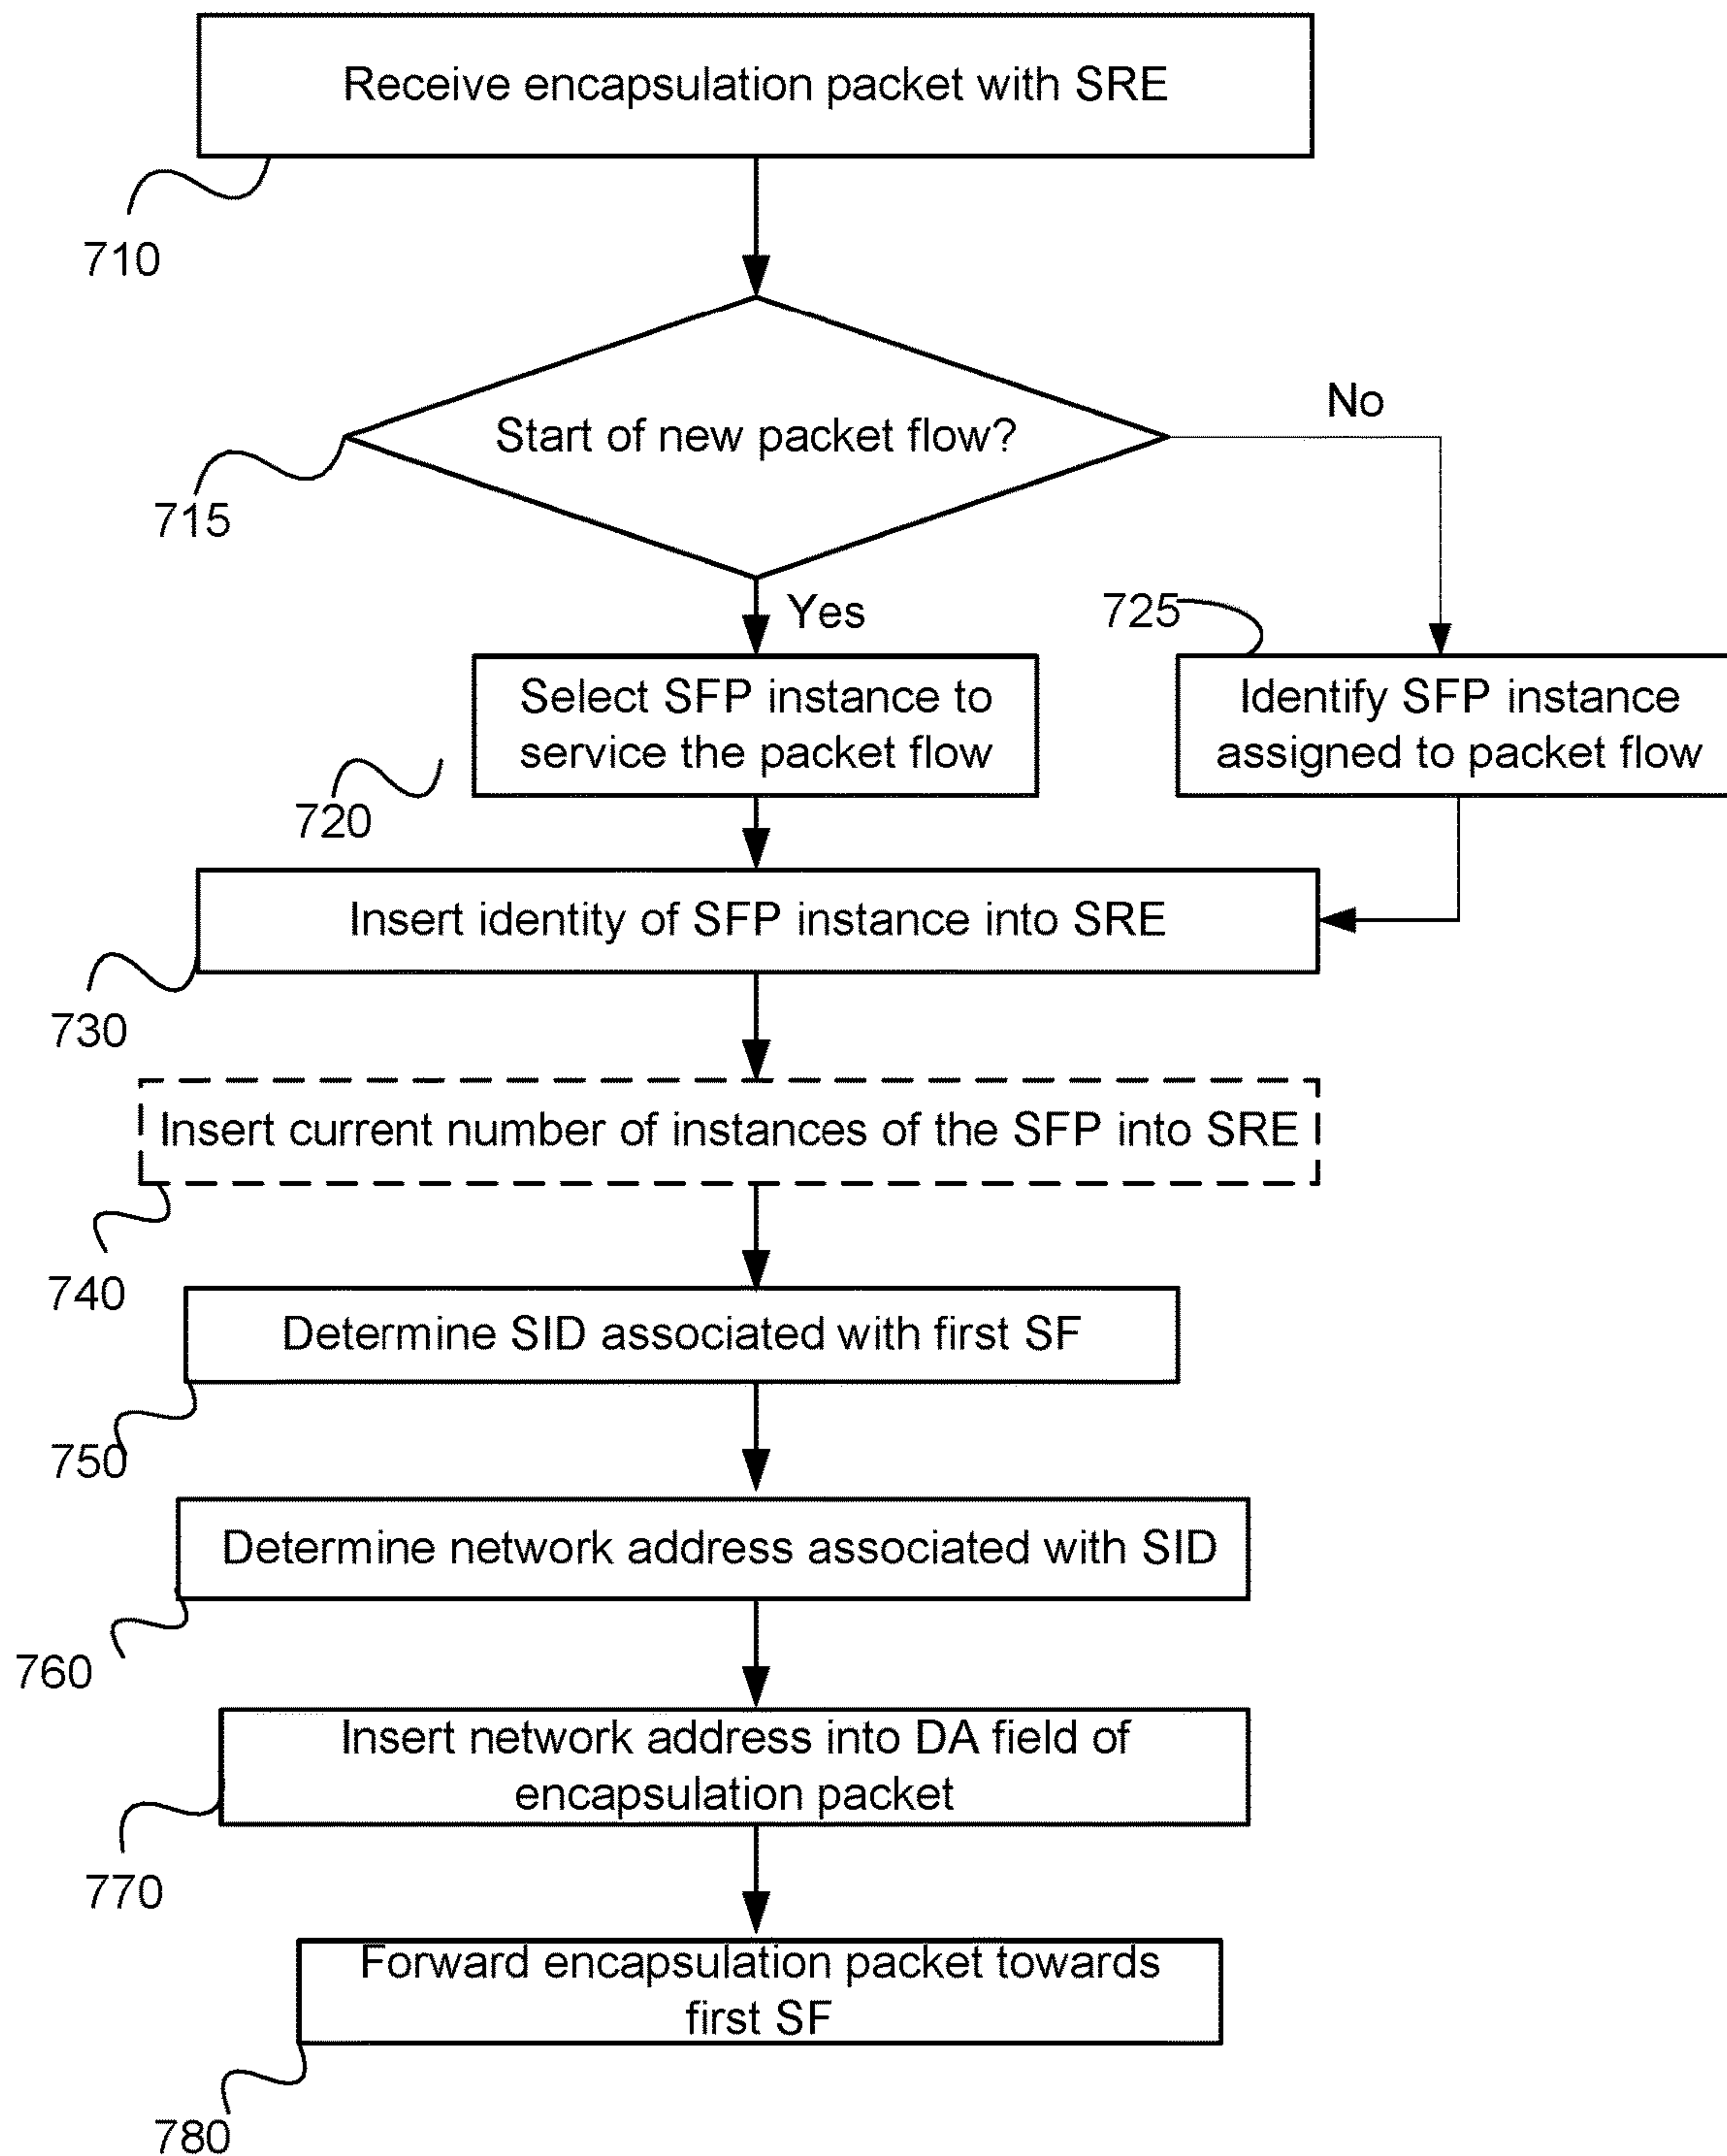 Receive encapsulation packet with SRE
710
Start of new packet flow?
No
715
Yes
725
Select SFP instance to
service the packet flow
Identify SFP instance
assigned to packet flow
720
Insert identity of SFP instance into SRE
730
Insert current number of instances of the SFP into SRE
740
Determine SID associated with first SF
750
Determine network address associated with SID
760
Insert network address into DA field of
encapsulation packet
770
Forward encapsulation packet towards
first SF
780